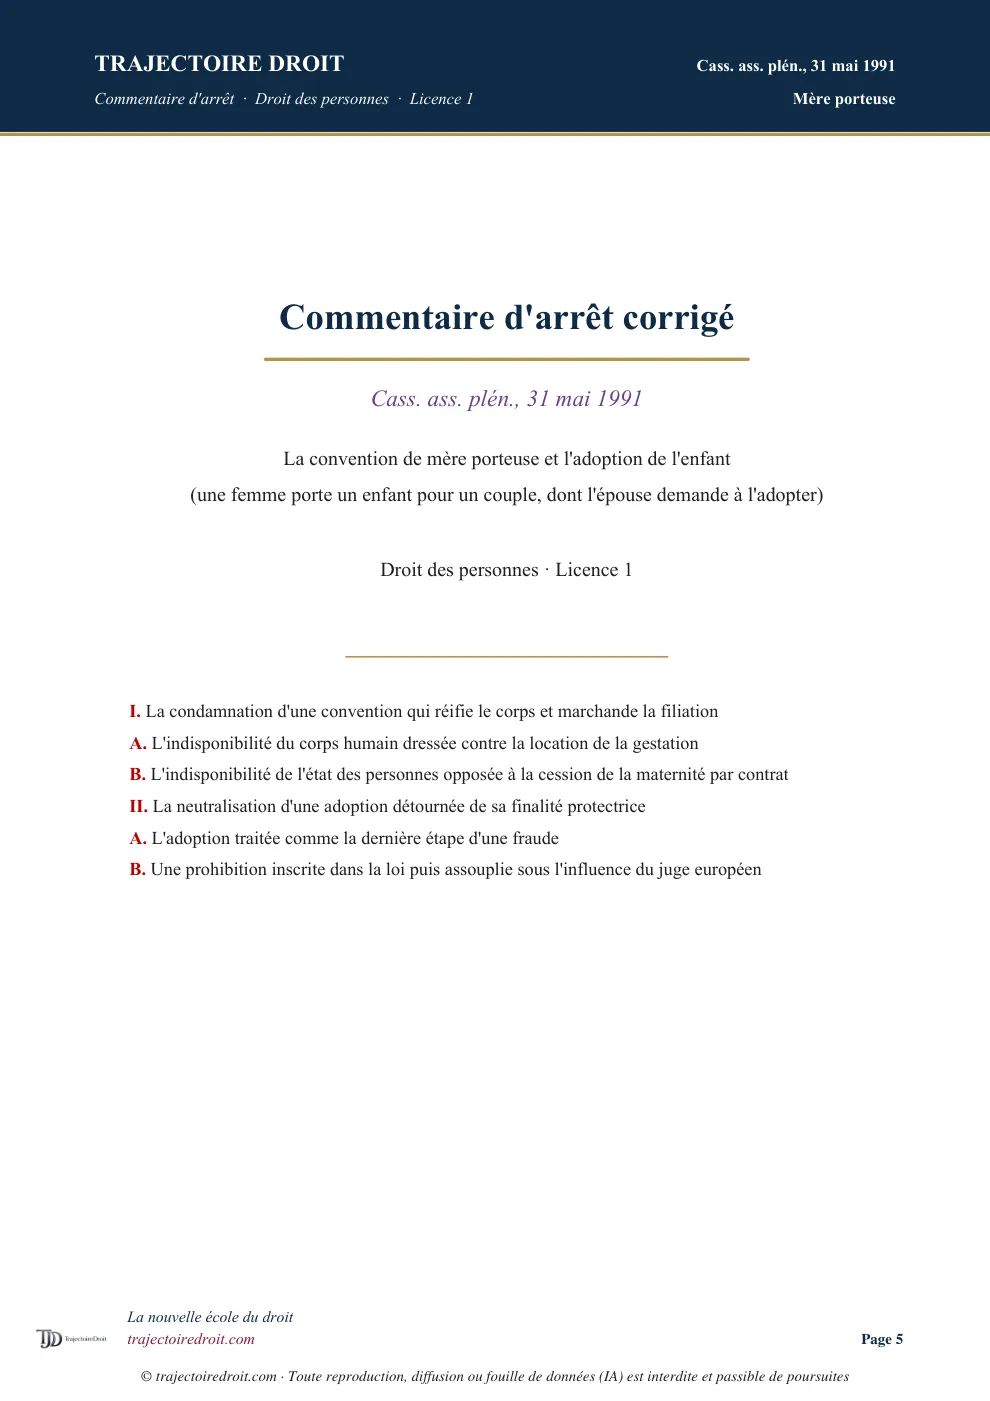 TRAJECTOIRE DROIT
Cass. ass. plén., 31 mai 1991
Commentaire d'arrêt · Droit des personnes · Licence 1
Mère porteuse
Commentaire d'arrêt corrigé
Cass. ass. plén., 31 mai 1991
La convention de mère porteuse et l'adoption de l'enfant
(une femme porte un enfant pour un couple, dont l'épouse demande à l'adopter)
Droit des personnes · Licence 1
I. La condamnation d'une convention qui réifie le corps et marchande la filiation
A. L'indisponibilité du corps humain dressée contre la location de la gestation
B. L'indisponibilité de l'état des personnes opposée à la cession de la maternité par contrat
II. La neutralisation d'une adoption détournée de sa finalité protectrice
A. L'adoption traitée comme la dernière étape d'une fraude
B. Une prohibition inscrite dans la loi puis assouplie sous l'influence du juge européen
La nouvelle école du droit
TJD TrajectoireDroit
trajectoiredroit.com
Page 5
© trajectoiredroit.com · Toute reproduction, diffusion ou fouille de données (IA) est interdite et passible de poursuites